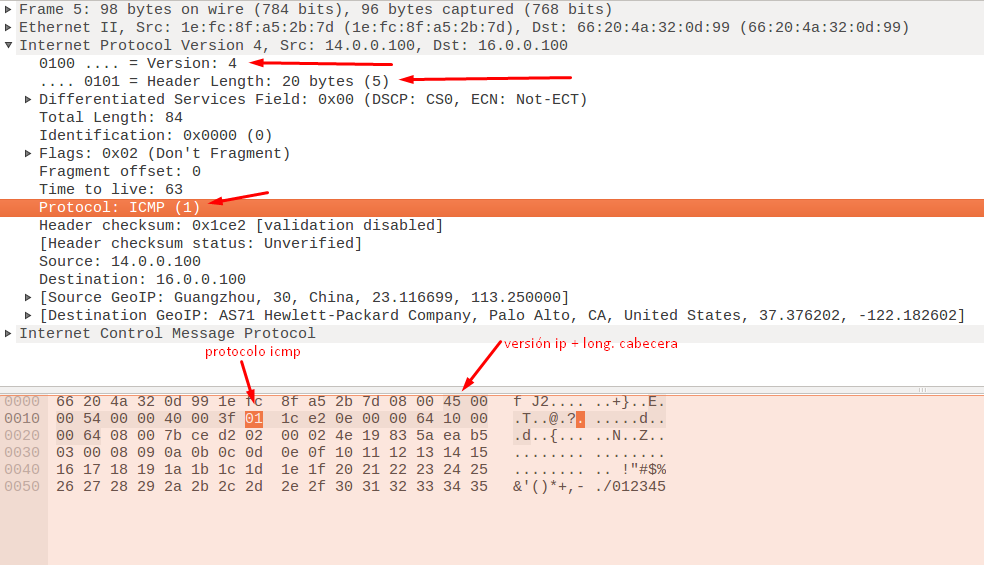 Frame 5: 98 bytes on wire (784 bits), 96 bytes captured (768 bits)
Ethernet II, Src: 1e:fc:8f:a5:2b:7d (1e:fc:8f:a5:2b:7d), Dst: 66:20:4a:32:0d:99 (66:20:4a:32:0d:99)
Internet Protocol Version 4, Src: 14.0.0.100, Dst: 16.0.0.100
0100 .... = Version: 4
.... 0101 = Header Length: 20 bytes (5)
Differentiated Services Field: 0x00 (DSCP: CS0, ECN: Not-ECT)
Total Length: 84
Identification: 0x0000 (0)
Flags: 0x02 (Don't Fragment)
Fragment offset: 0
Time to live: 63
Protocol: ICMP (1)
Header checksum: 0x1ce2 [validation disabled]
[Header checksum status: Unverified]
Source: 14.0.0.100
Destination: 16.0.0.100
[Source GeoIP: Guangzhou, 30, China, 23.116699, 113.250000]
[Destination GeoIP: AS71 Hewlett-Packard Company, Palo Alto, CA, United States, 37.376202, -122.182602]
Internet Control Message Protocol
protocolo icmp
versión ip + long. cabecera
0000 66 20 4a 32 0d 99 1e fc 8f a5 2b 7d 08 00 45 00 f J2.... ..+}..E.
0010 00 54 00 00 40 00 3f 01 1c e2 0e 00 00 64 10 00 .T..@.?. .....d..
0020 00 64 08 00 7b ce d2 02 00 02 4e 19 83 5a ea b5 .d..{... ..N..Z..
0030 03 00 08 09 0a 0b 0c 0d 0e 0f 10 11 12 13 14 15 ........ ........
0040 16 17 18 19 1a 1b 1c 1d 1e 1f 20 21 22 23 24 25 ........ .. !"#$%
0050 26 27 28 29 2a 2b 2c 2d 2e 2f 30 31 32 33 34 35 &'()*+,- ./012345